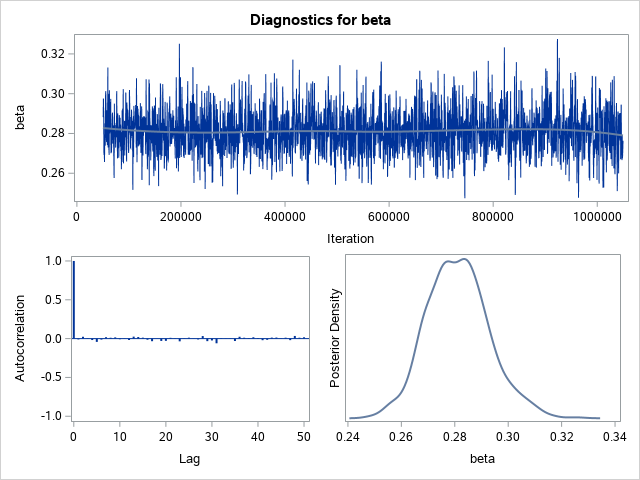 Diagnostics for beta
beta
0.32
0.30
0.28
0.26
0 200000 400000 600000 800000 1000000
Iteration
Autocorrelation
1.0
0.5
0.0
-0.5
-1.0
0 10 20 30 40 50
Lag
Posterior Density
0.24 0.26 0.28 0.30 0.32 0.34
beta